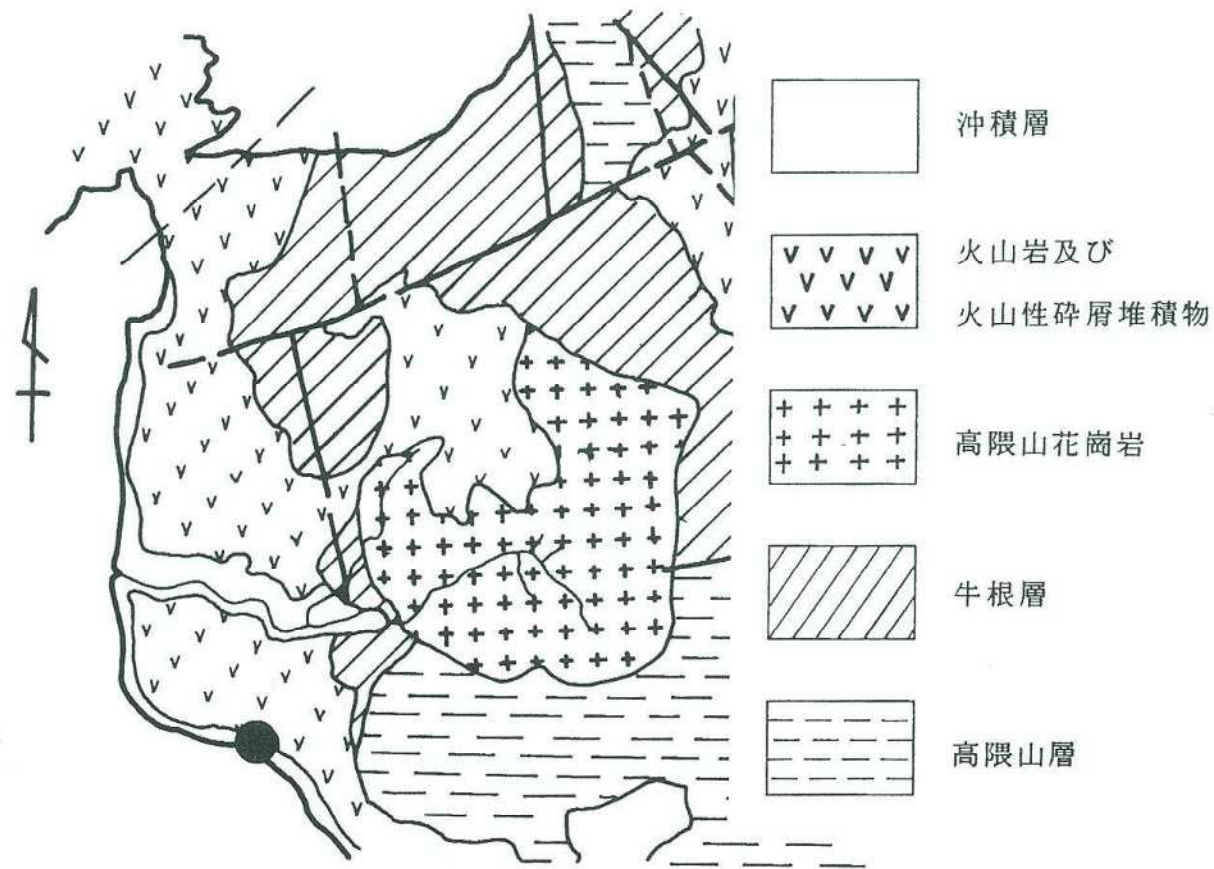 沖積層
火山岩及び
火山性砕屑堆積物
高隈山花崗岩
牛根層
高隈山層